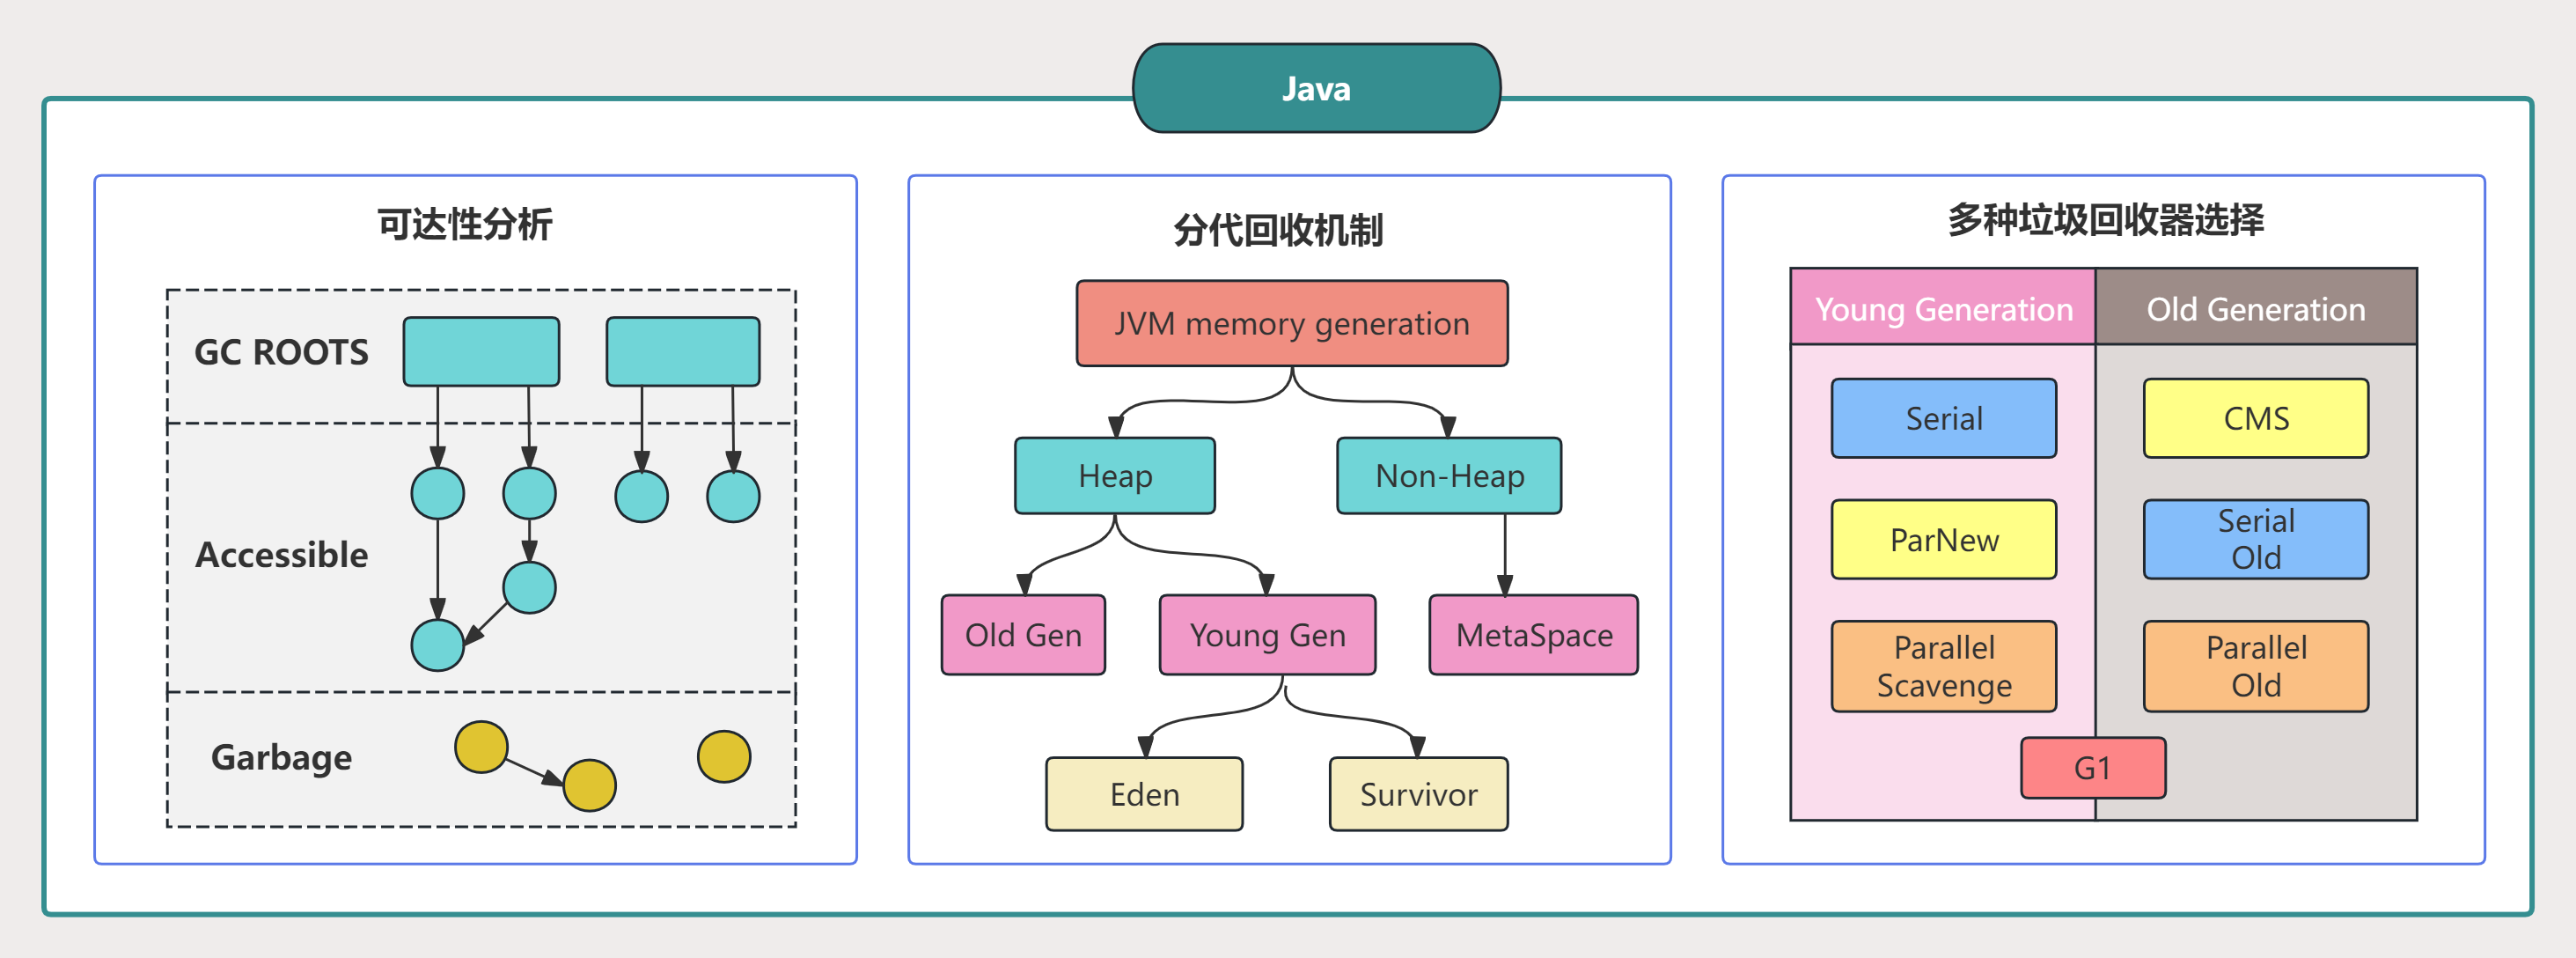 Java
可达性分析
GC ROOTS
Accessible
Garbage
分代回收机制
JVM memory generation
Heap
Non-Heap
Old Gen
Young Gen
MetaSpace
Eden
Survivor
多种垃圾回收器选择
Young Generation
Old Generation
Serial
CMS
ParNew
Serial
Old
Parallel
Scavenge
Parallel
Old
G1